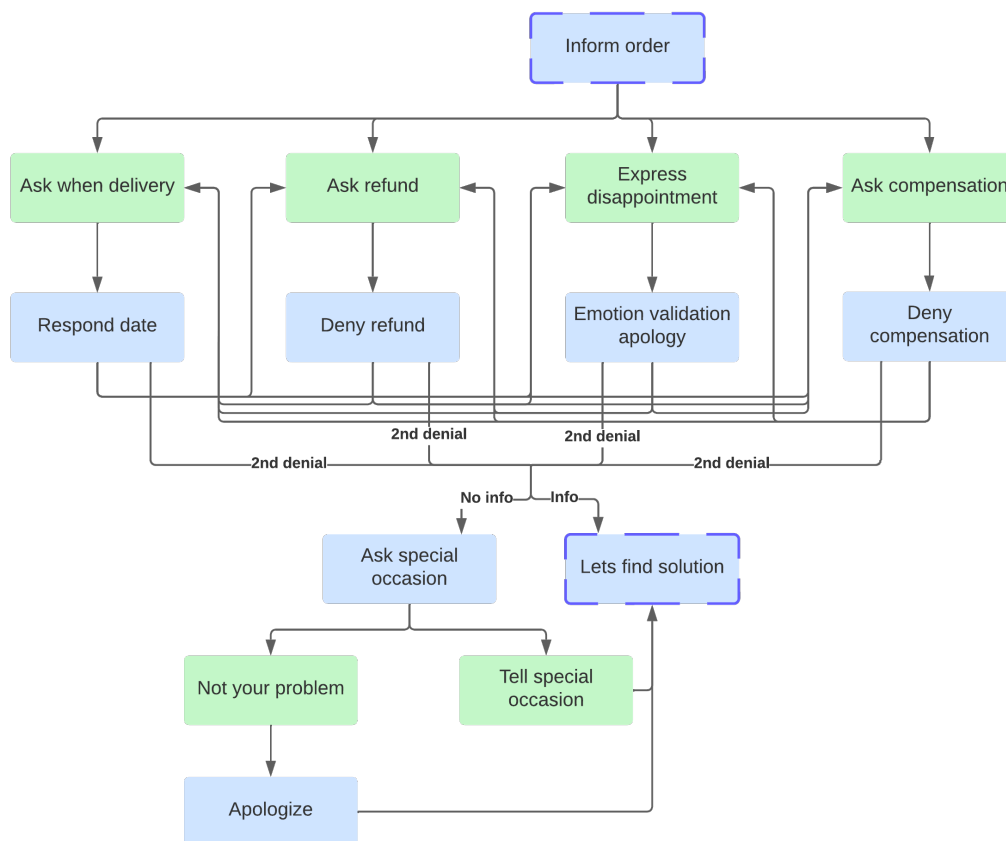 Inform order
Ask when delivery
Ask refund
Express
disappointment
Ask compensation
Respond date
Deny refund
Emotion validation
apology
Deny
compensation
2nd denial
2nd denial
2nd denial
2nd denial
No info
Info
Ask special
occasion
Lets find solution
Not your problem
Tell special
occasion
Apologize